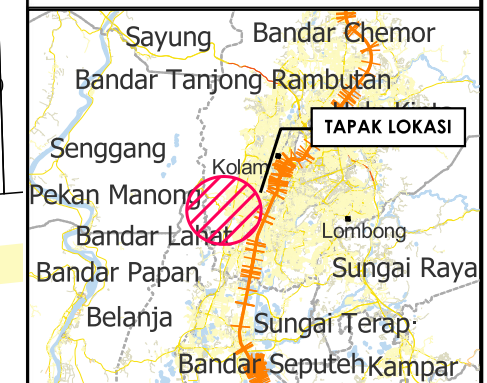 Bandar Chemor
Sayung
Bandar Tanjong Rambutan
TAPAK LOKASI
Senggang
Kolam
Pekan Manong
Lombong
Bandar Lahat
Sungai Raya
Bandar Papan
Belanja
Sungai Terap
Bandar Seputeh
Kampar